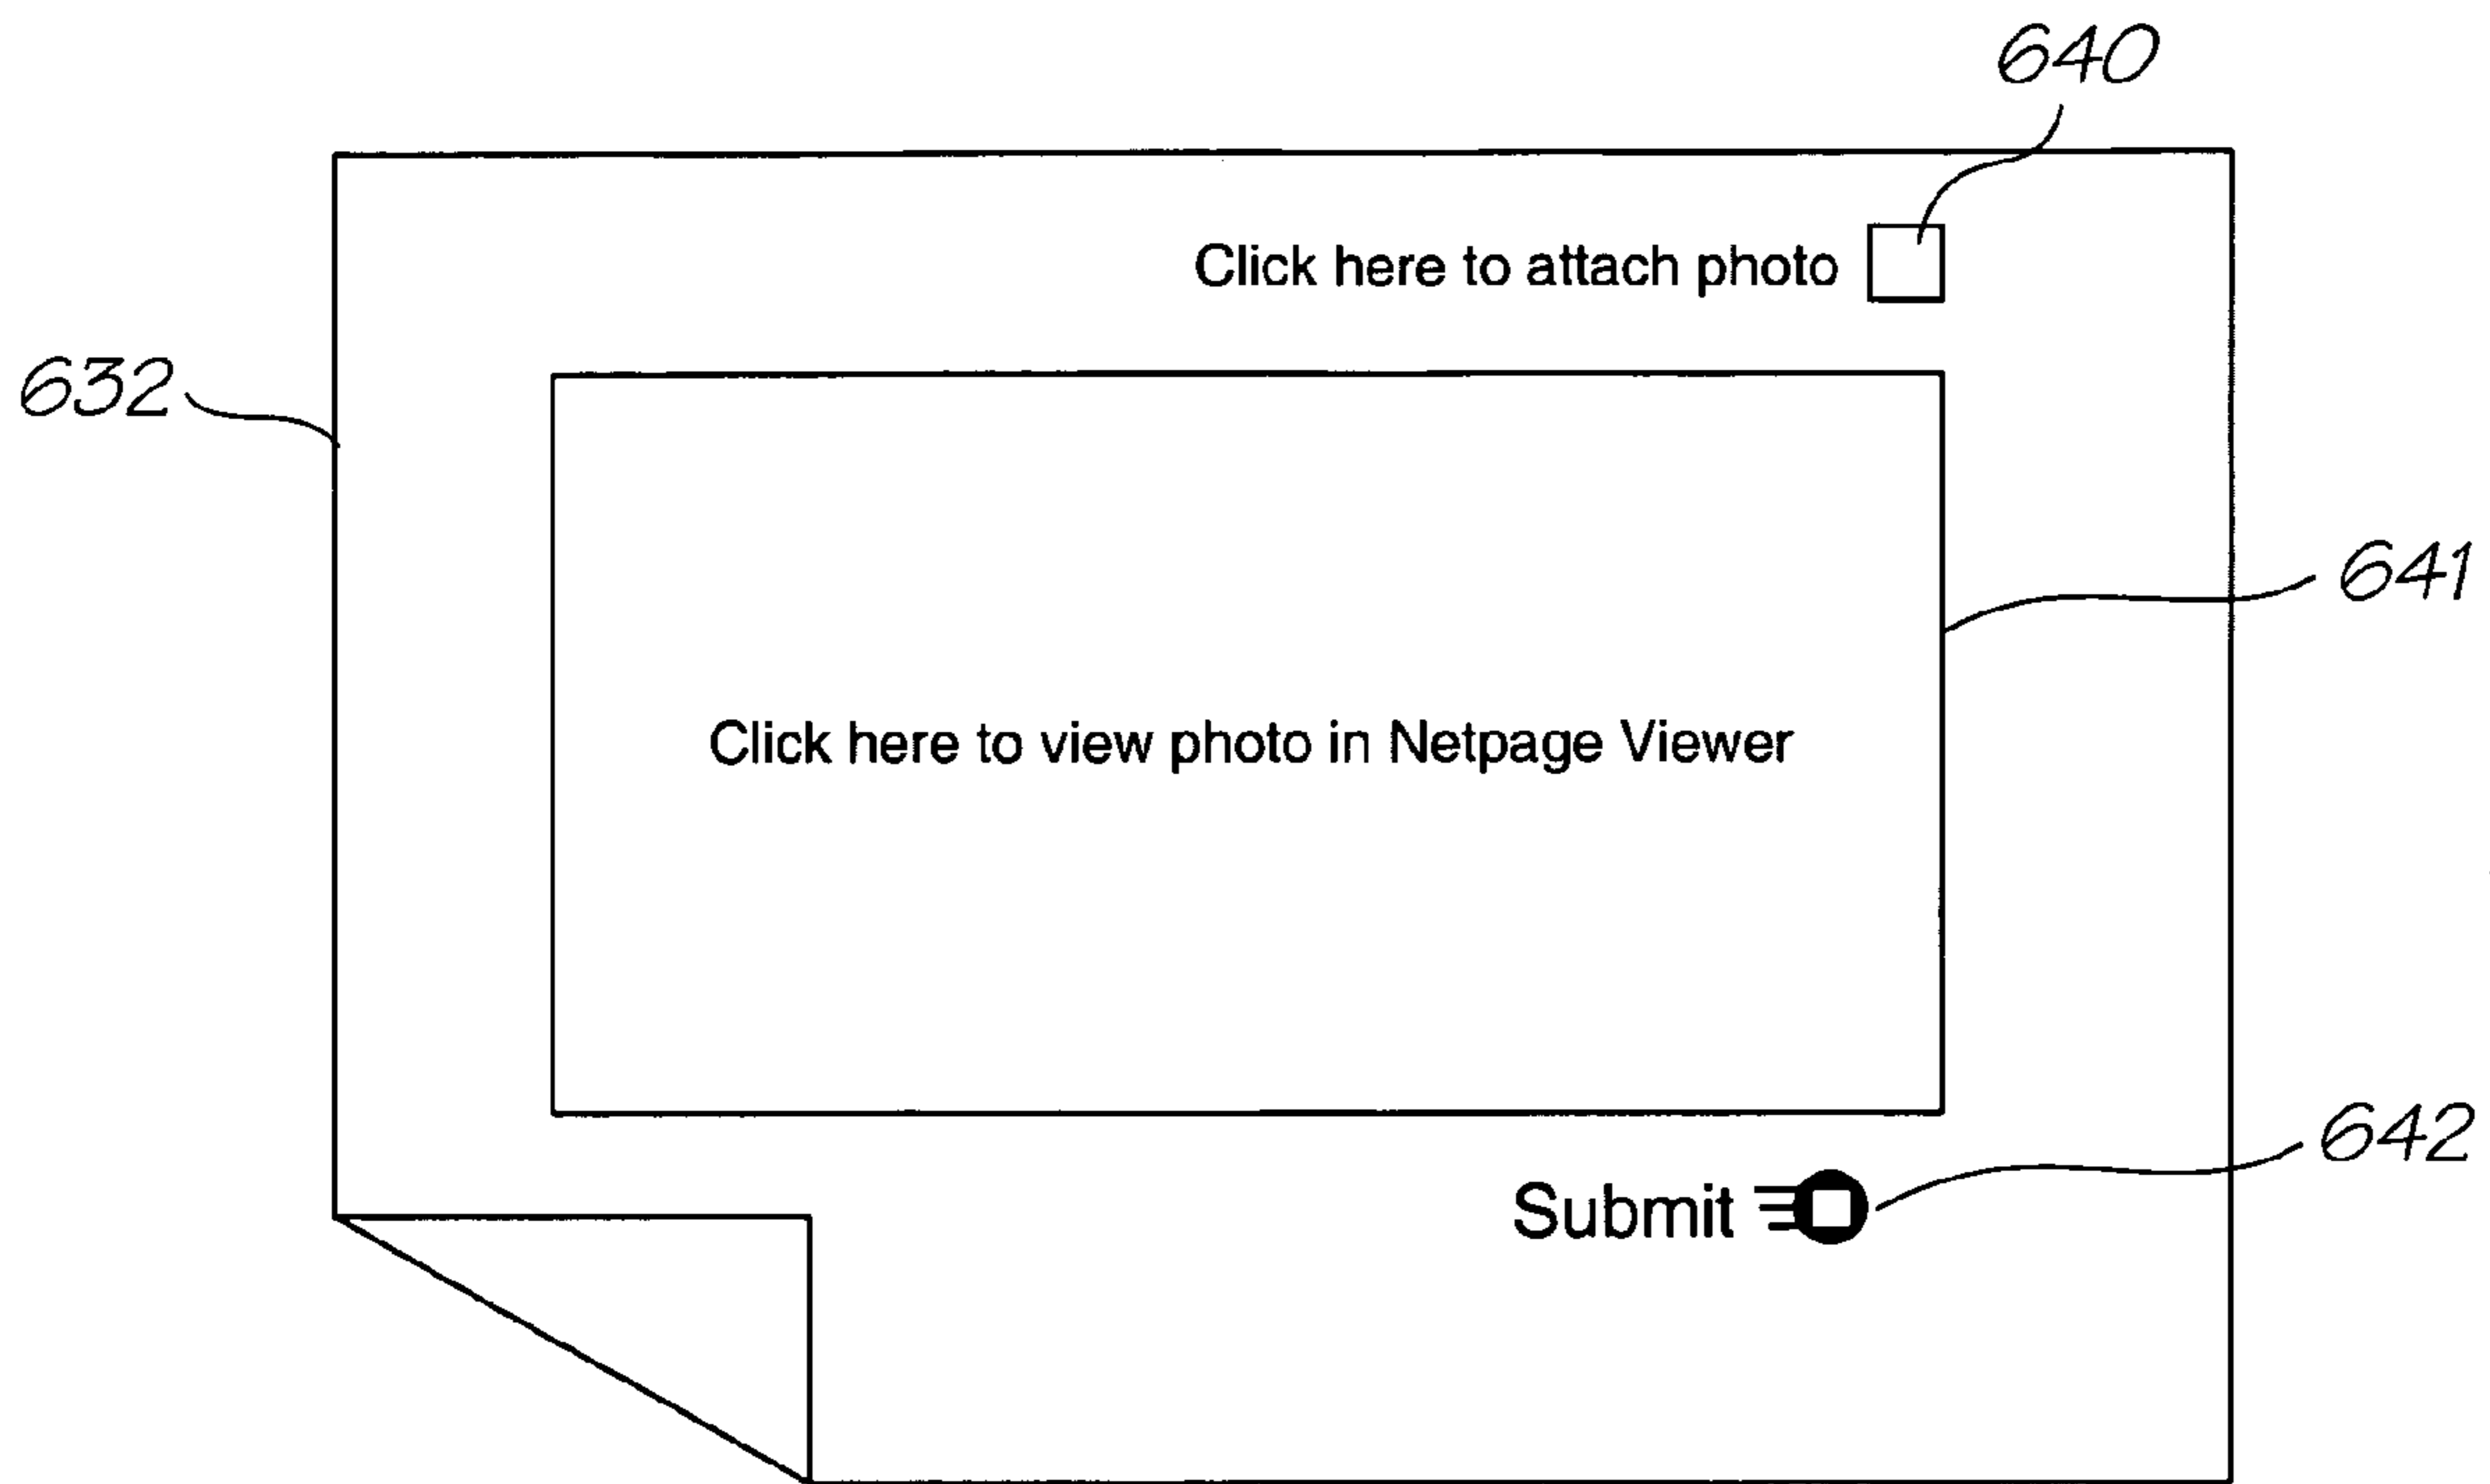 640
Click here to attach photo
632
641
Click here to view photo in Netpage Viewer
642
Submit